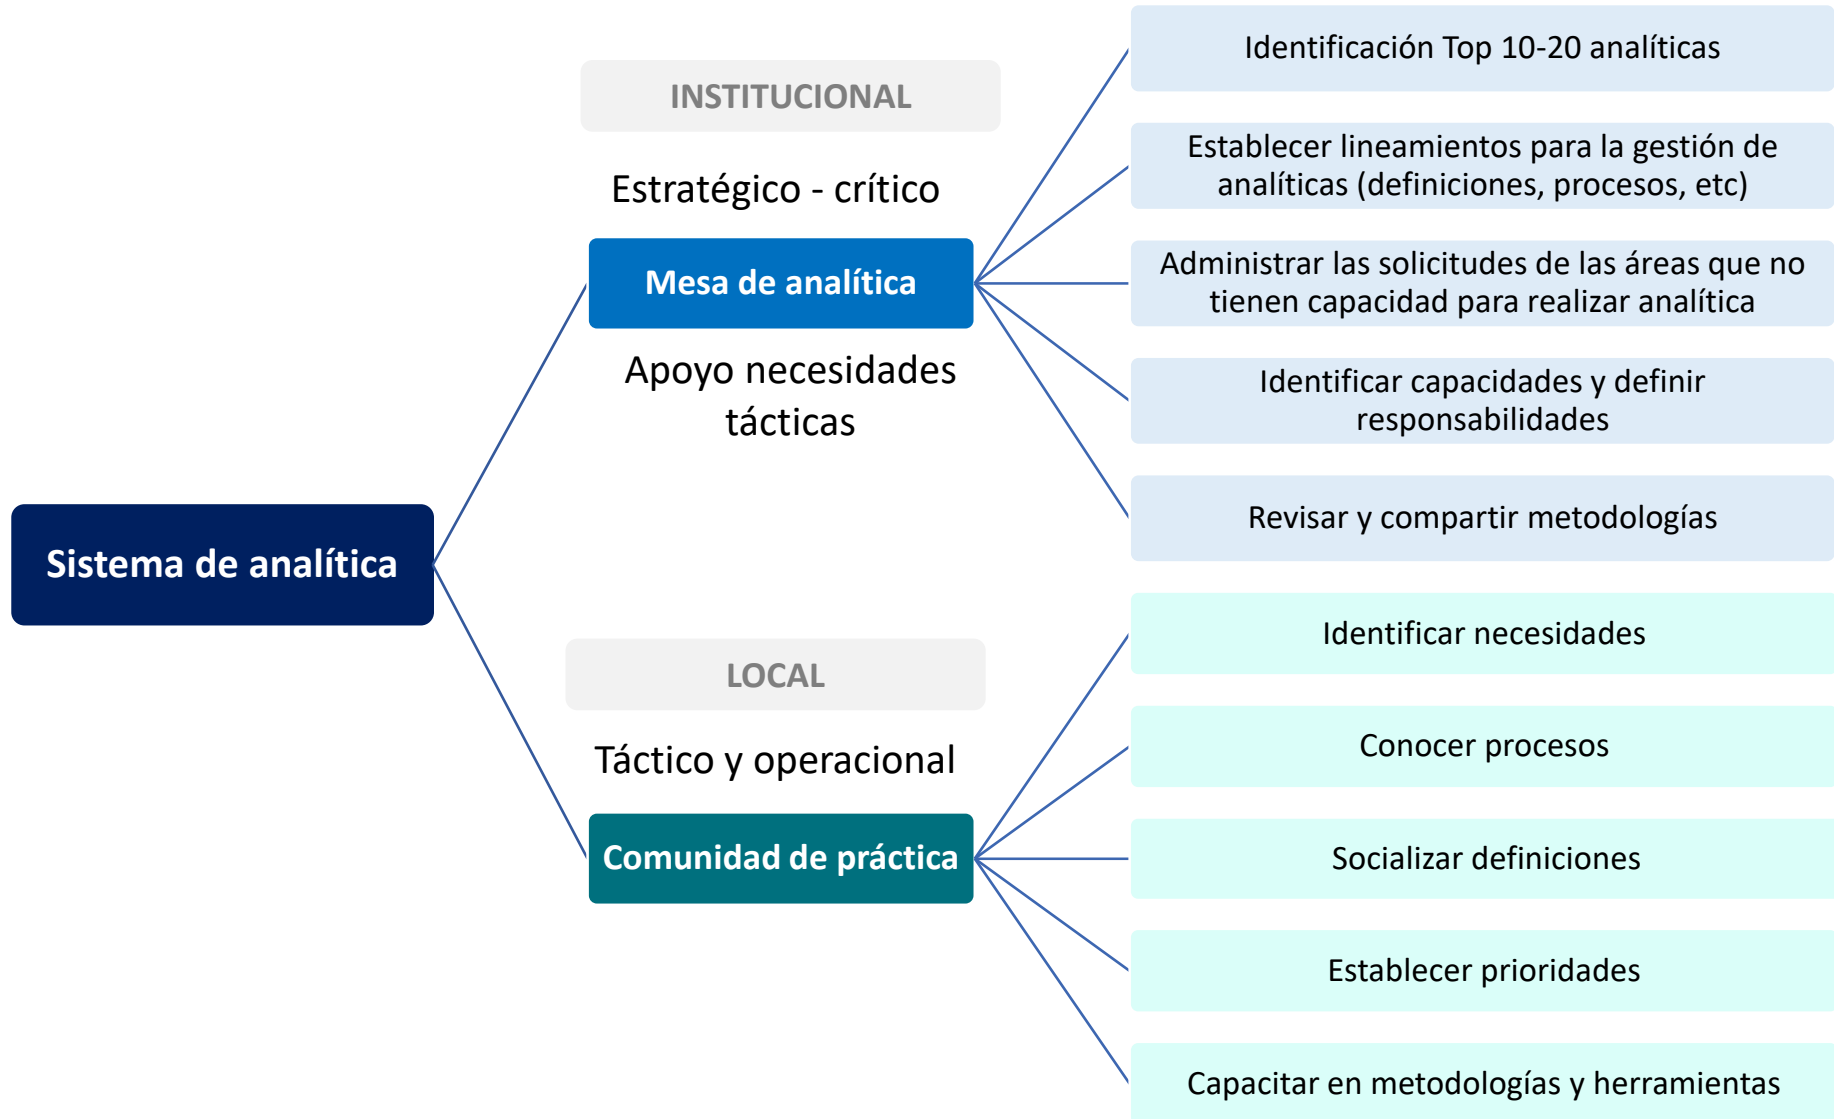 Sistema de analítica
INSTITUCIONAL
Estratégico - crítico
Mesa de analítica
Apoyo necesidades
tácticas
Identificación Top 10-20 analíticas
Establecer lineamientos para la gestión de
analíticas (definiciones, procesos, etc)
Administrar las solicitudes de las áreas que no
tienen capacidad para realizar analítica
Identificar capacidades y definir
responsabilidades
Revisar y compartir metodologías
LOCAL
Táctico y operacional
Comunidad de práctica
Identificar necesidades
Conocer procesos
Socializar definiciones
Establecer prioridades
Capacitar en metodologías y herramientas